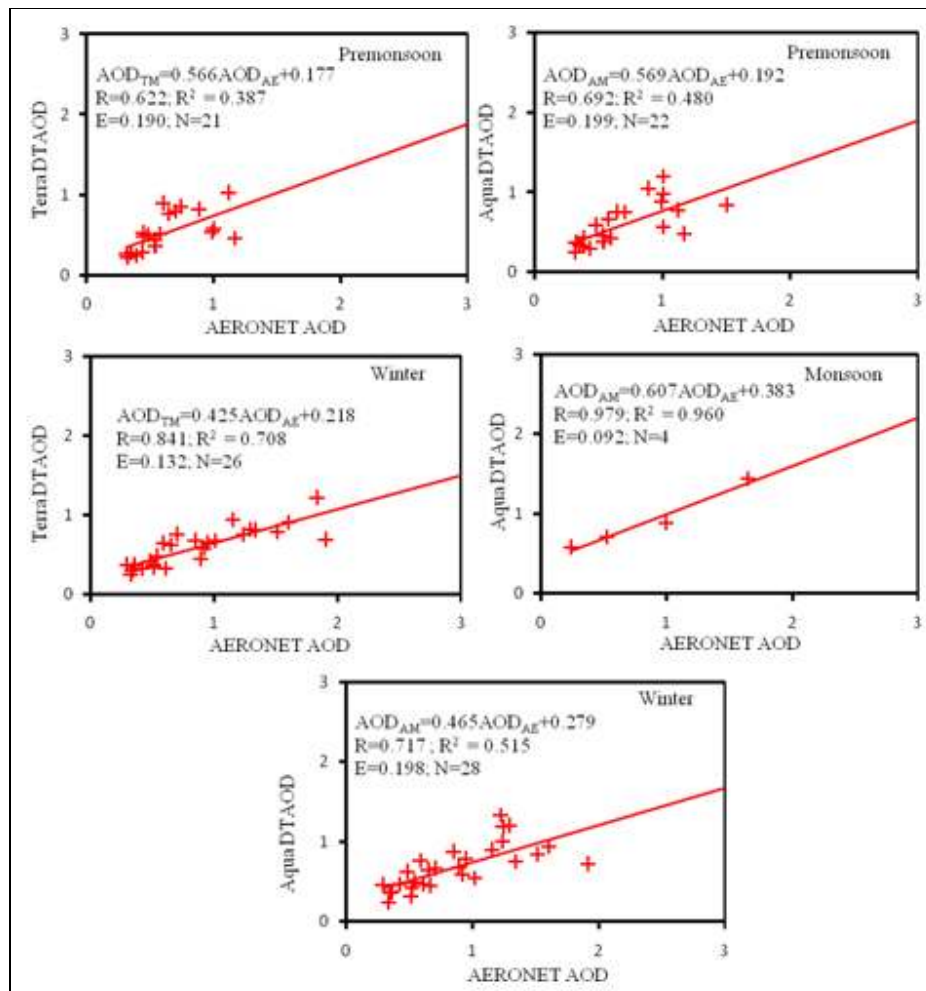 Premonsoon
AOD_TM=0.566AOD_AE+0.177
R=0.622; R² = 0.387
E=0.190; N=21
Terra DT AOD
3
2
1
0
0 1 2 3
AERONET AOD
Premonsoon
AOD_AM=0.569AOD_AE+0.192
R=0.692; R² = 0.480
E=0.199; N=22
Aqua DT AOD
3
2
1
0
0 1 2 3
AERONET AOD
Winter
AOD_TM=0.425AOD_AE+0.218
R=0.841; R² = 0.708
E=0.132; N=26
Terra DT AOD
3
2
1
0
0 1 2 3
AERONET AOD
Monsoon
AOD_AM=0.607AOD_AE+0.383
R=0.979; R² = 0.960
E=0.092; N=4
Aqua DT AOD
3
2
1
0
0 1 2 3
AERONET AOD
Winter
AOD_AM=0.465AOD_AE+0.279
R=0.717 ; R² = 0.515
E=0.198; N=28
Aqua DT AOD
3
2
1
0
0 1 2 3
AERONET AOD